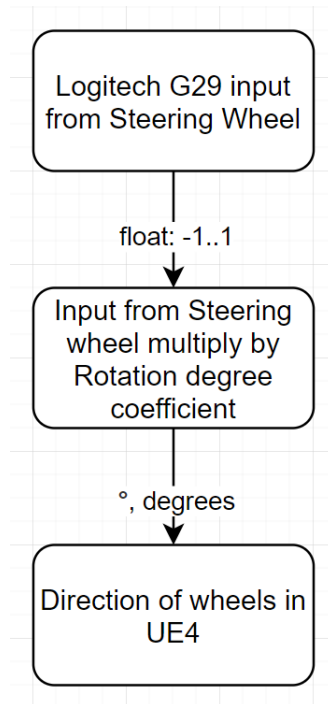 Logitech G29 input
from Steering Wheel
float: -1..1
Input from Steering
wheel multiply by
Rotation degree
coefficient
°, degrees
Direction of wheels in
UE4